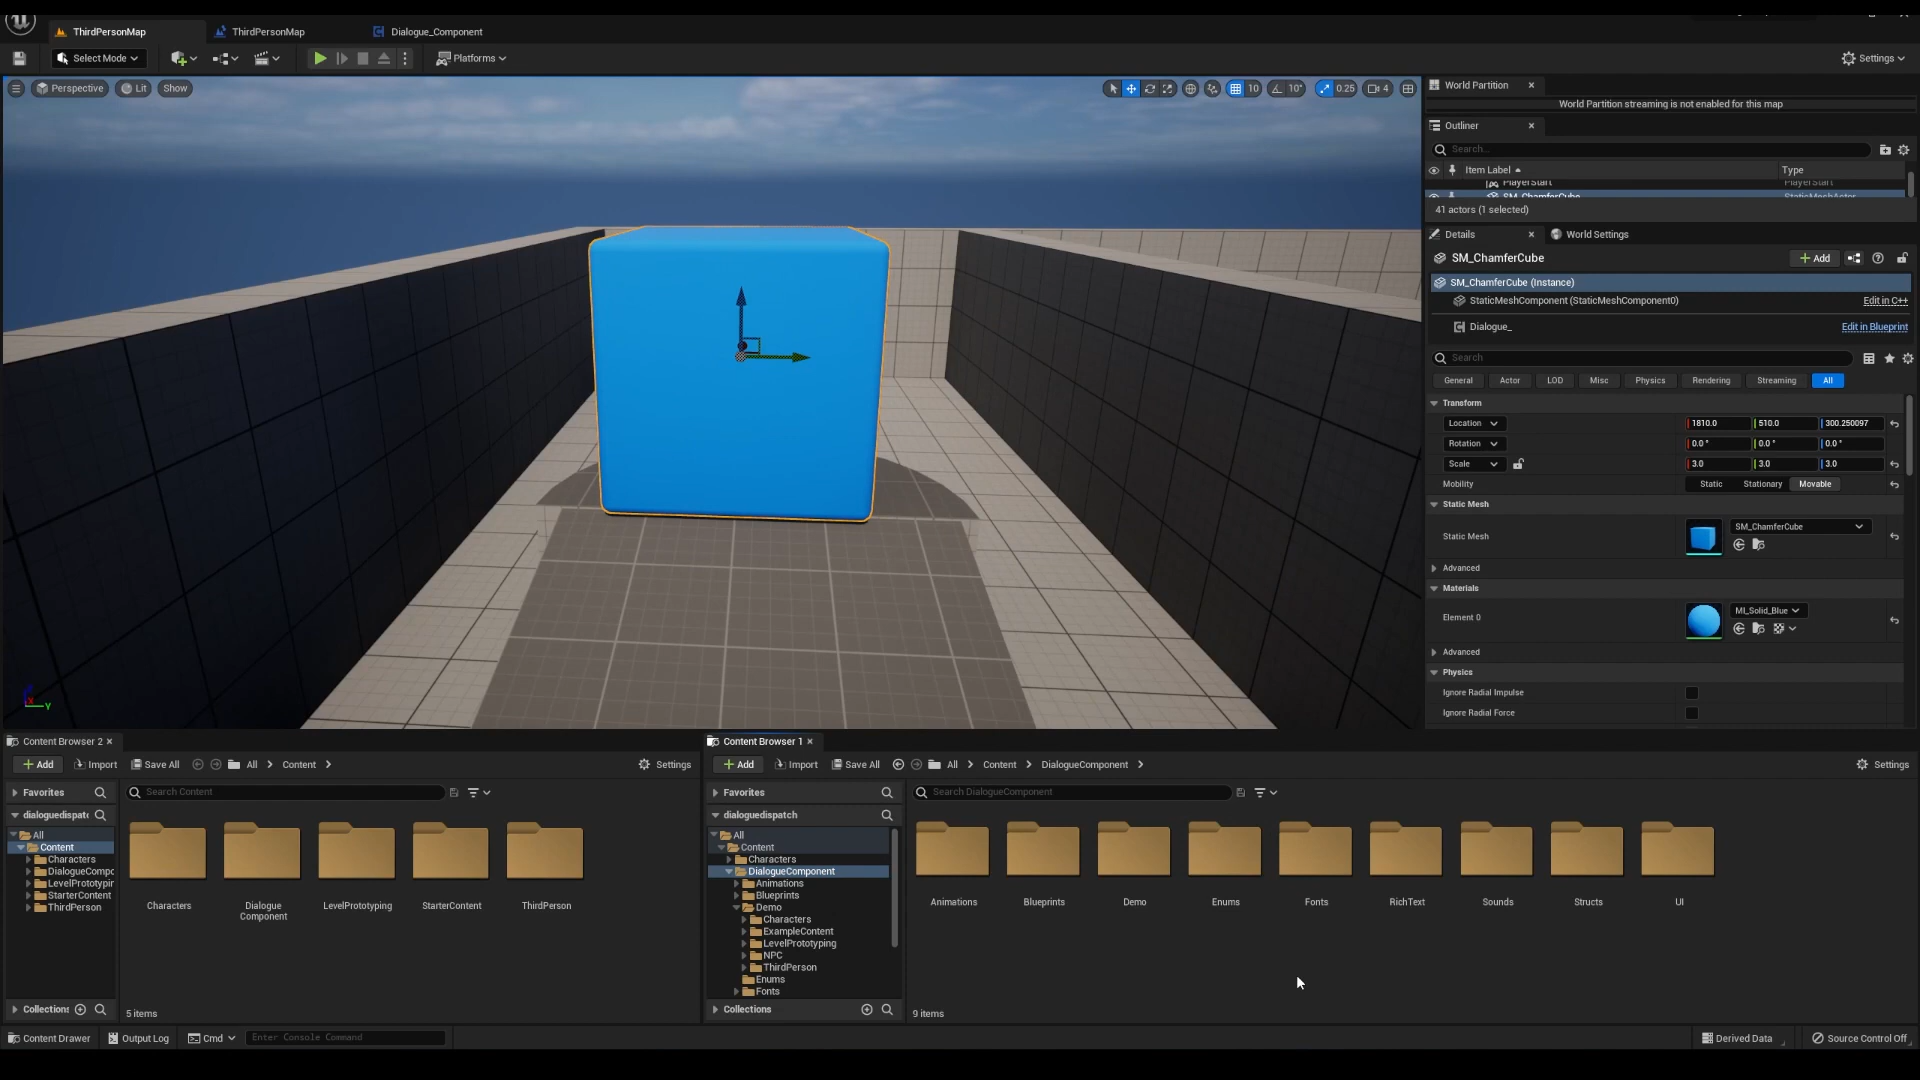 ThirdPersonMap
ThirdPersonMap
Dialogue_Component
Select Mode
Platforms
Settings
Perspective
Lit
Show
10
10°
0.25
4
World Partition
World Partition streaming is not enabled for this map
Outliner
Search...
Item Label
Type
PlayerStart
PlayerStart
SM_ChamferCube
StaticMeshActor
41 actors (1 selected)
Details
World Settings
SM_ChamferCube
Add
SM_ChamferCube (Instance)
StaticMeshComponent (StaticMeshComponent0)
Edit in C++
Dialogue_
Edit in Blueprint
Search
General
Actor
LOD
Misc
Physics
Rendering
Streaming
All
Transform
Location
1810.0
510.0
300.250097
Rotation
0.0 °
0.0 °
0.0 °
Scale
3.0
3.0
3.0
Mobility
Static
Stationary
Movable
Static Mesh
Static Mesh
SM_ChamferCube
Advanced
Materials
Element 0
MI_Solid_Blue
Advanced
Physics
Ignore Radial Impulse
Ignore Radial Force
Y
Content Browser 2
Add
Import
Save All
All
Content
Settings
Favorites
Search Content
dialoguedispatc
All
Content
Characters
DialogueCompo
LevelPrototypin
StarterContent
ThirdPerson
Characters
Dialogue
Component
LevelPrototyping
StarterContent
ThirdPerson
Collections
5 items
Content Browser 1
Add
Import
Save All
All
Content
DialogueComponent
Settings
Favorites
Search DialogueComponent
dialoguedispatch
All
Content
Characters
DialogueComponent
Animations
Blueprints
Demo
Characters
ExampleContent
LevelPrototyping
NPC
ThirdPerson
Enums
Fonts
Animations
Blueprints
Demo
Enums
Fonts
RichText
Sounds
Structs
UI
Collections
9 items
Content Drawer
Output Log
Cmd
Enter Console Command
Derived Data
Source Control Off